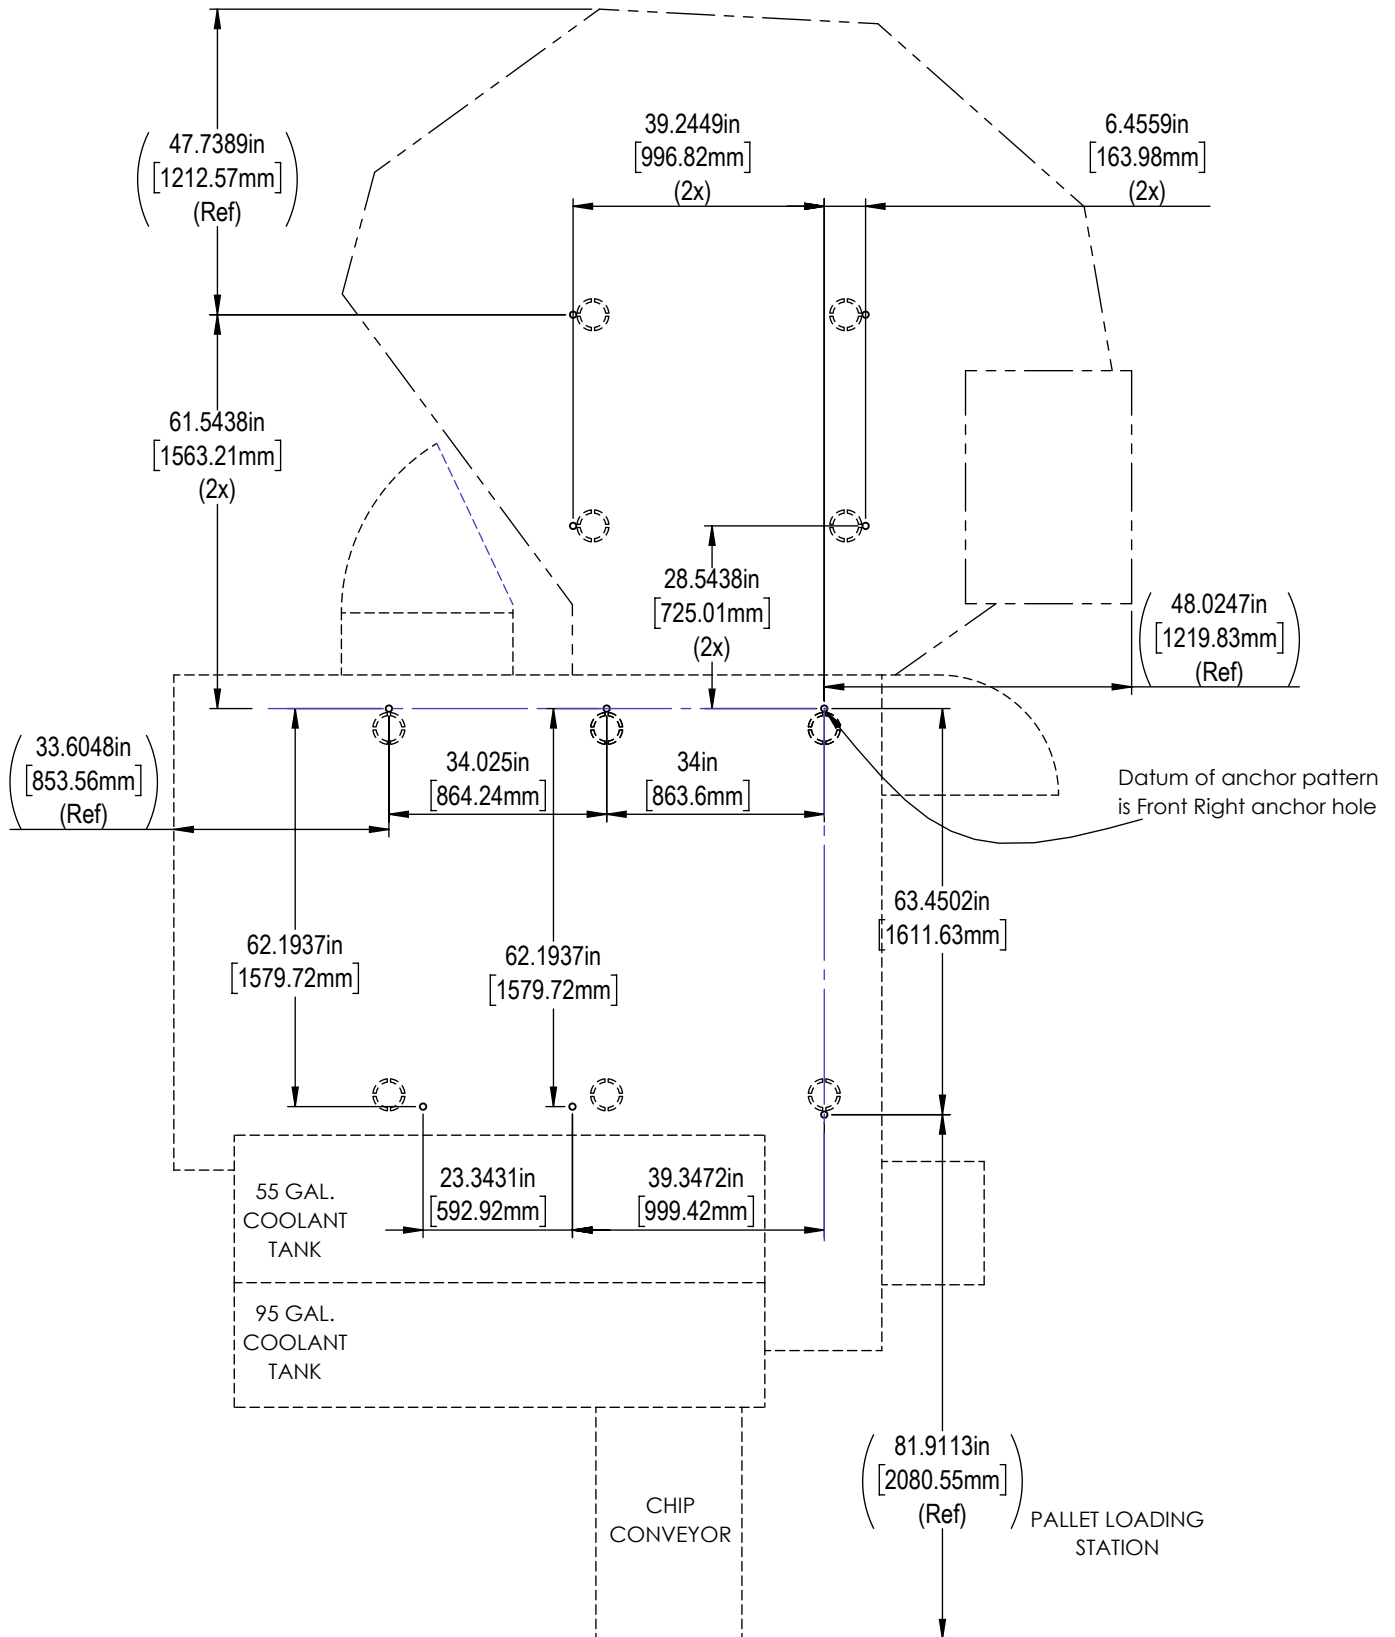 47.7389in
[1212.57mm]
(Ref)
39.2449in
[996.82mm]
(2x)
6.4559in
[163.98mm]
(2x)
61.5438in
[1563.21mm]
(2x)
28.5438in
[725.01mm]
(2x)
48.0247in
[1219.83mm]
(Ref)
33.6048in
[853.56mm]
(Ref)
34.025in
[864.24mm]
34in
[863.6mm]
Datum of anchor pattern
is Front Right anchor hole
63.4502in
[1611.63mm]
62.1937in
[1579.72mm]
62.1937in
[1579.72mm]
23.3431in
[592.92mm]
39.3472in
[999.42mm]
55 GAL.
COOLANT
TANK
95 GAL.
COOLANT
TANK
81.9113in
[2080.55mm]
(Ref)
CHIP
CONVEYOR
PALLET LOADING
STATION